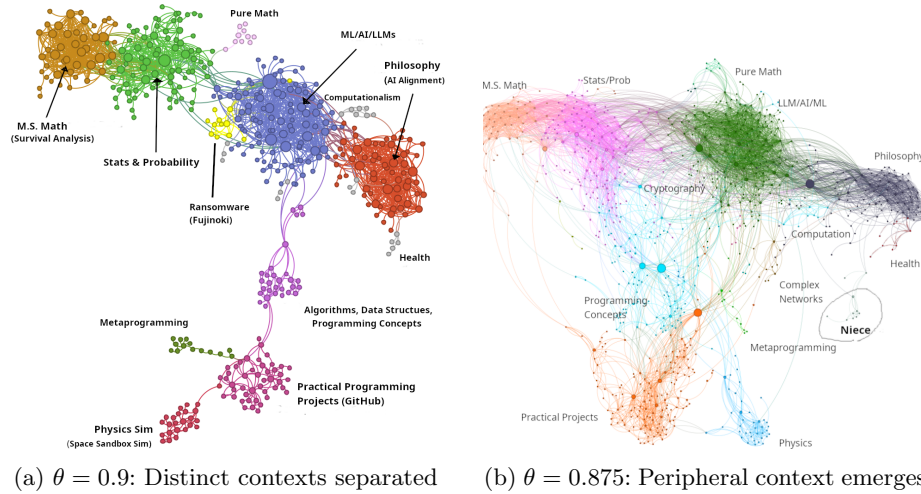 Pure Math
ML/AI/LLMs
Philosophy
(AI Alignment)
Computationalism
M.S. Math
(Survival Analysis)
Stats & Probability
Ransomware
(Fujinoki)
Health
Algorithms, Data Structues,
Programming Concepts
Metaprogramming
Practical Programming
Projects (GitHub)
Physics Sim
(Space Sandbox Sim)
(a) θ = 0.9: Distinct contexts separated
Pure Math
M.S. Math
Stats/Prob
LLM/AI/ML
Philosophy
Cryptography
Computation
Health
Complex
Networks
Programming
Concepts
Niece
Metaprogramming
Practical Projects
Physics
(b) θ = 0.875: Peripheral context emerges